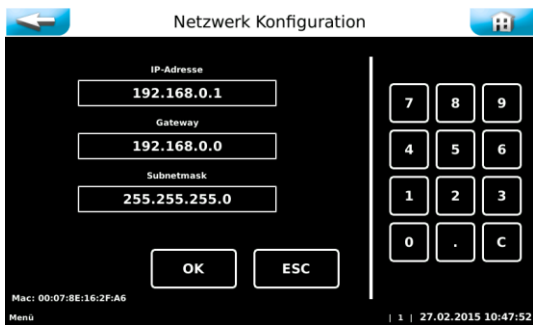 Netzwerk Konfiguration
IP-Adresse
192.168.0.1
Gateway
192.168.0.0
Subnetmask
255.255.255.0
OK ESC
7 8 9
4 5 6
1 2 3
0 . C
Mac: 00:07:8E:16:2F:A6
Menü | 1 | 27.02.2015 10:47:52